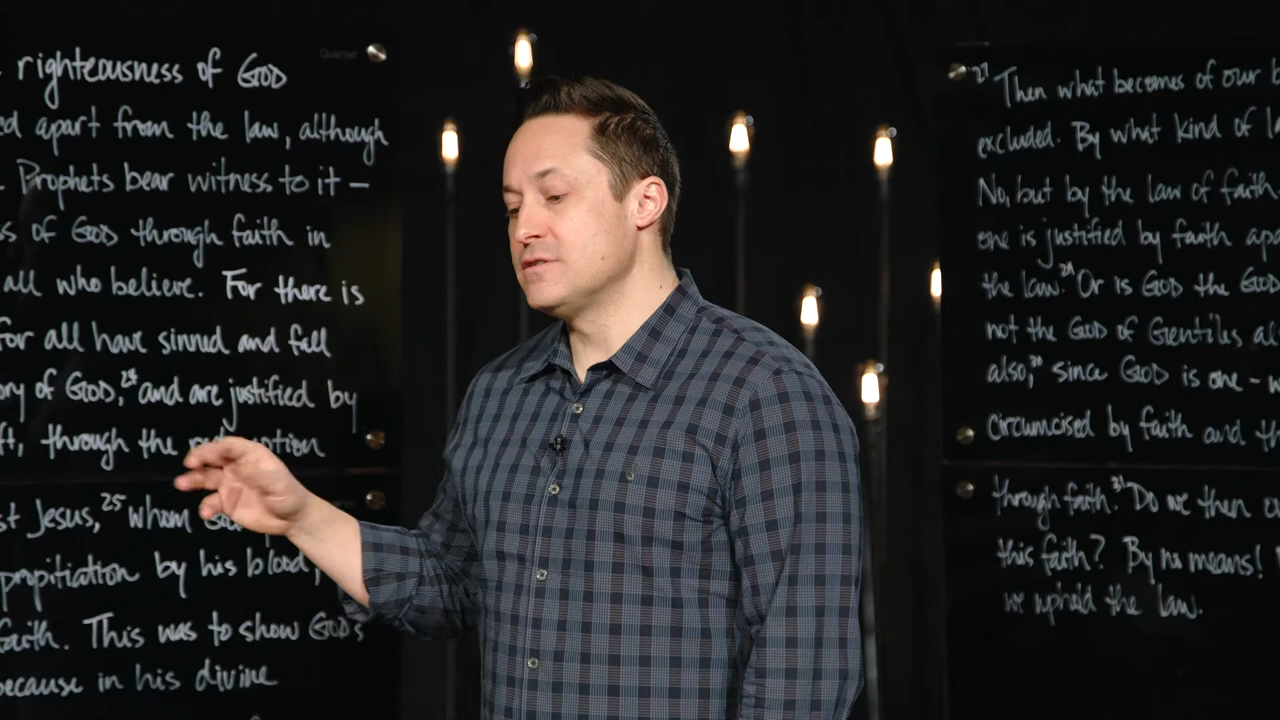 righteousness of GOD
apart from the law, although
Prophets bear witness to it –
of GOD through faith in
all who believe. For there is
for all have sinned and fall
of GOD,²⁴ and are justified by
through the redemption
Jesus,²⁵ whom GOD
propitiation by his blood,
faith. This was to show GOD's
because in his divine
²⁷ Then what becomes of our b
excluded. By what kind of l
No, but by the law of faith
one is justified by faith apa
the law.²⁹ Or is GOD the GOD
not the GOD of Gentiles al
also,³⁰ since GOD is one – w
circumcised by faith and th
through faith.³¹ Do we then ov
this faith? By no means!
we uphold the law.